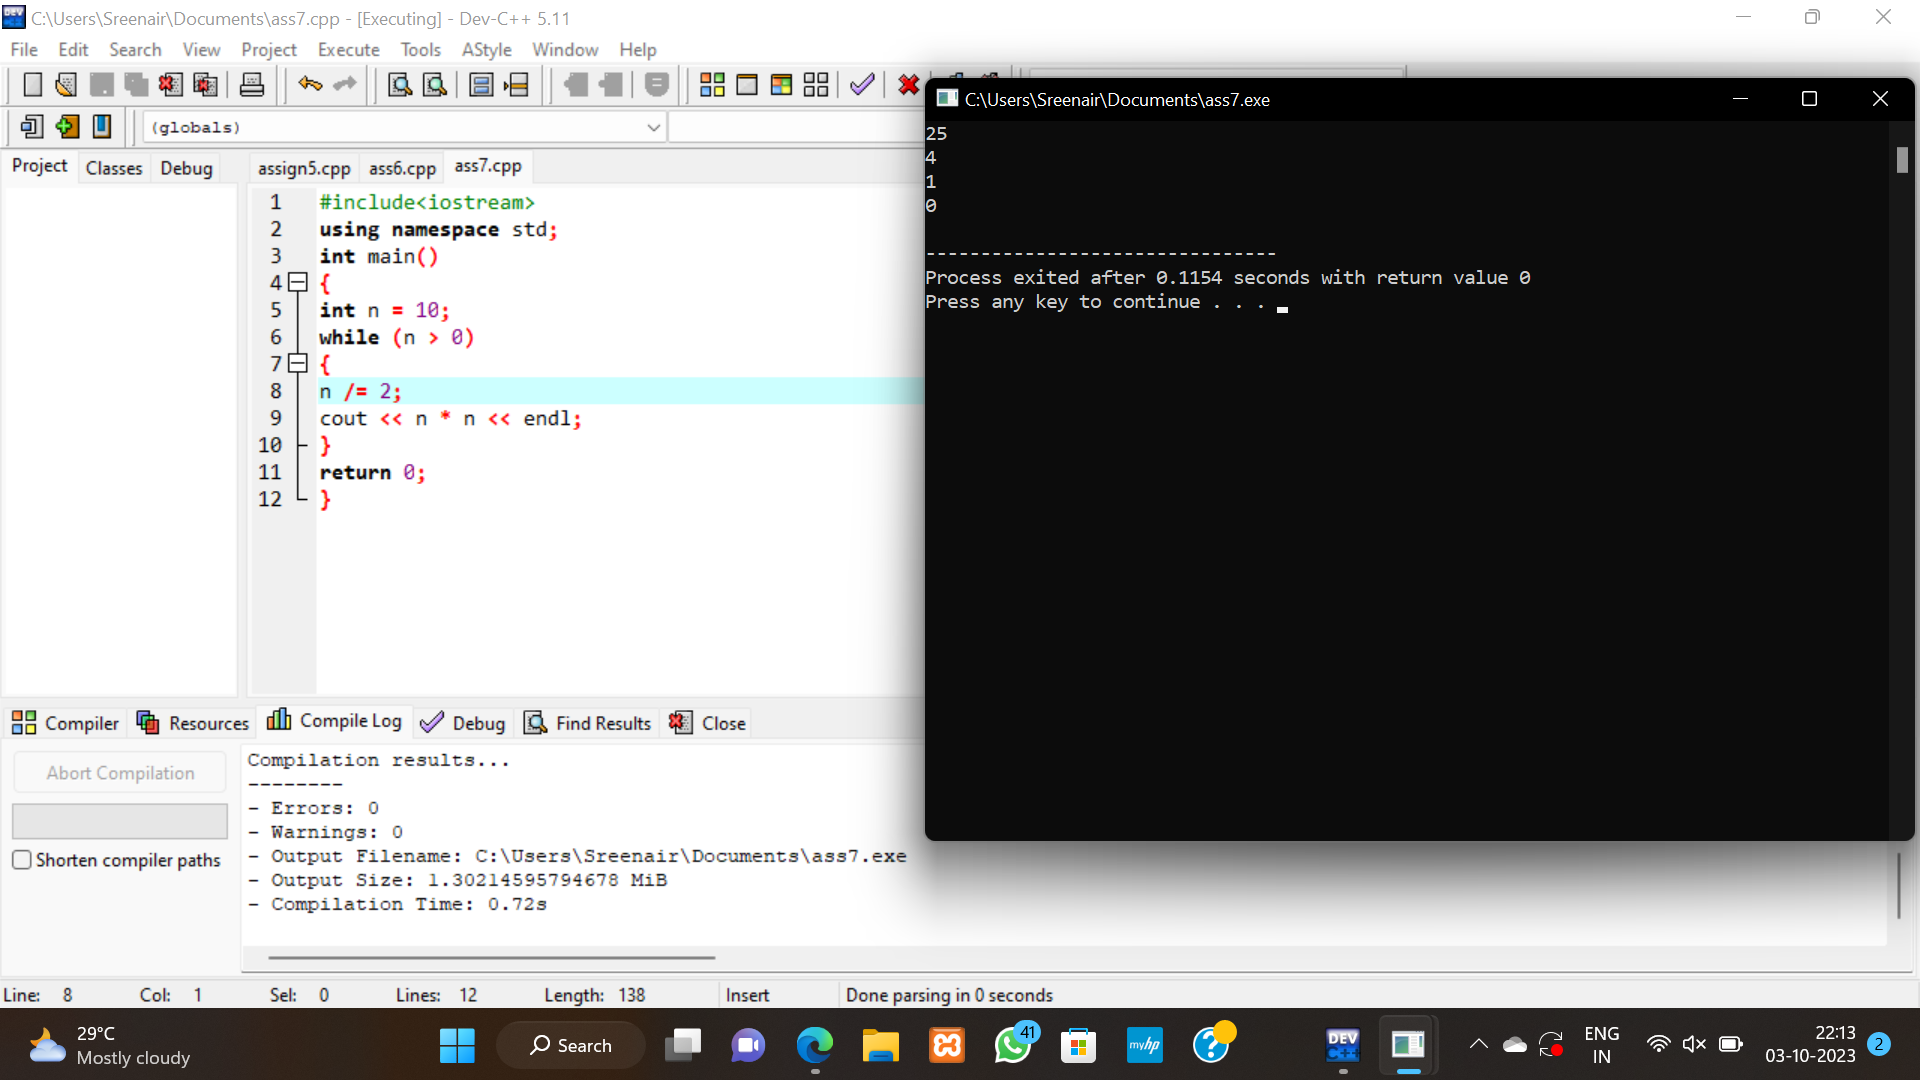 C:\Users\Sreenair\Documents\ass7.cpp - [Executing] - Dev-C++ 5.11
File Edit Search View Project Execute Tools AStyle Window Help
(globals)
Project Classes Debug
assign5.cpp ass6.cpp ass7.cpp
1 #include<iostream>
2 using namespace std;
3 int main()
4 {
5 int n = 10;
6 while (n > 0)
7 {
8 n /= 2;
9 cout << n * n << endl;
10 }
11 return 0;
12 }
C:\Users\Sreenair\Documents\ass7.exe
25
4
1
0
--------------------------------
Process exited after 0.1154 seconds with return value 0
Press any key to continue . . .
Compiler Resources Compile Log Debug Find Results Close
Abort Compilation
Shorten compiler paths
Compilation results...
--------
- Errors: 0
- Warnings: 0
- Output Filename: C:\Users\Sreenair\Documents\ass7.exe
- Output Size: 1.30214595794678 MiB
- Compilation Time: 0.72s
Line: 8 Col: 1 Sel: 0 Lines: 12 Length: 138 Insert Done parsing in 0 seconds
29°C
Mostly cloudy
Search
41
myhp
DEV
C++
ENG
IN
22:13
03-10-2023
2